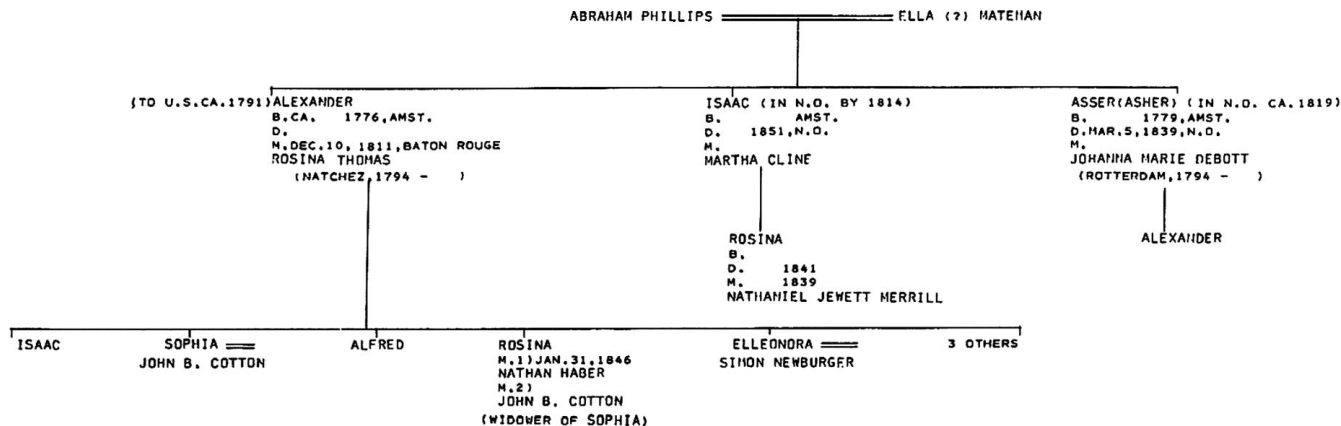 ABRAHAM PHILLIPS ELLA (?) MATEMAN
(TO U.S.CA.1791)ALEXANDER
B.CA. 1776,AMST.
D.
M.DEC.10, 1811,BATON ROUGE
ROSINA THOMAS
(NATCHEZ,1794 - )
ISAAC (IN N.O. BY 1814)
B. AMST.
D. 1851,N.O.
M.
MARTHA CLINE
ASSER(ASHER) (IN N.O. CA.1819)
B. 1779,AMST.
D.MAR.5,1839,N.O.
M.
JOHANNA MARIE DEBOTT
(ROTTERDAM,1794 - )
ROSINA
B.
D. 1841
M. 1839
NATHANIEL JEWETT MERRILL
ALEXANDER
ISAAC
SOPHIA
JOHN B. COTTON
ALFRED
ROSINA
M.1)JAN.31,1846
NATHAN HABER
M.2)
JOHN B. COTTON
(WIDOWER OF SOPHIA)
ELLEONORA
SIMON NEWBURGER
3 OTHERS